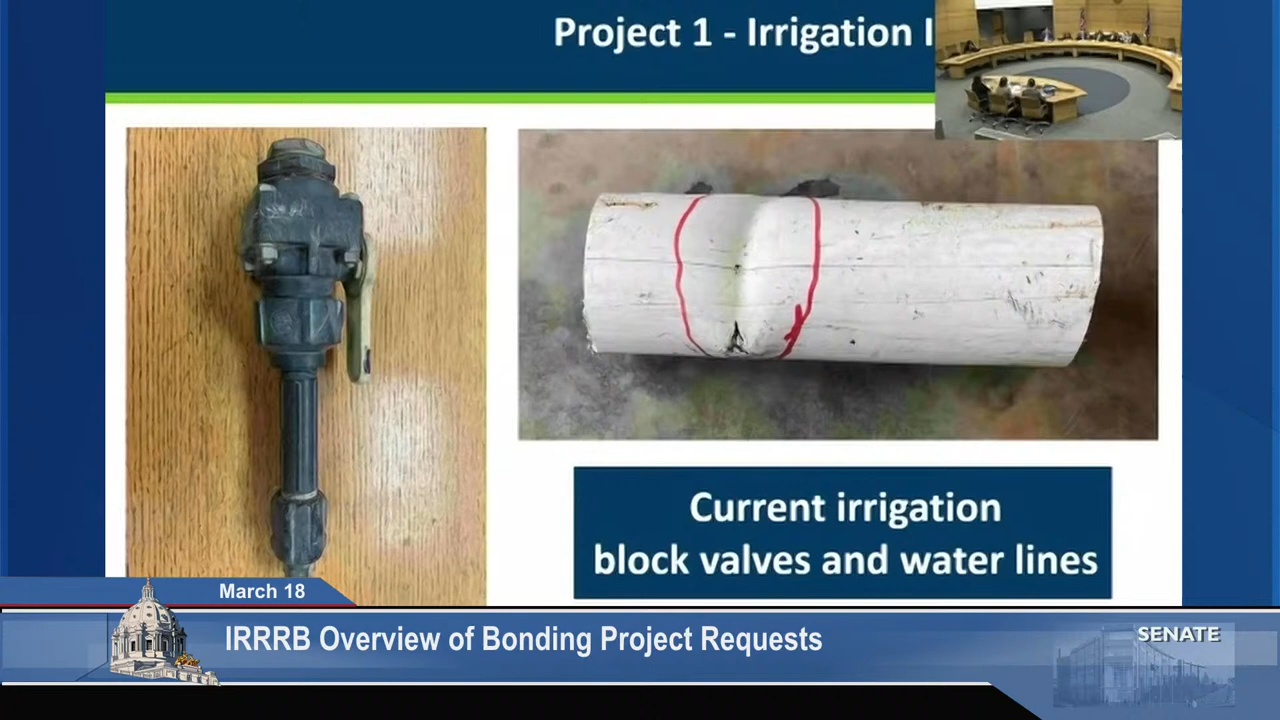 Project 1 - Irrigation
Current irrigation
block valves and water lines
March 18
IRRRB Overview of Bonding Project Requests
SENATE